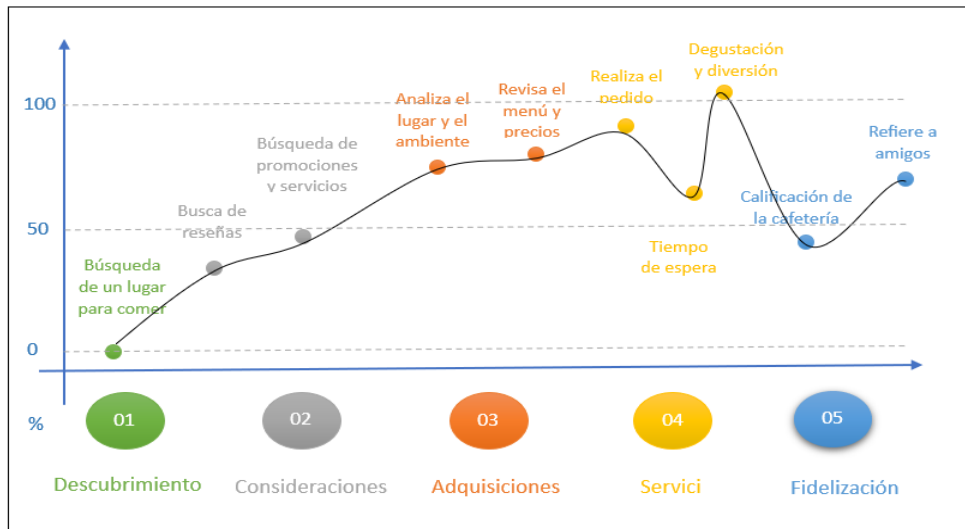 Degustación
y diversión
100
Realiza el
pedido
Revisa el
menú y
precios
Analiza el
lugar y el
ambiente
Búsqueda de
promociones
y servicios
Refiere a
amigos
Busca de
reseñas
50
Calificación de
la cafetería
Tiempo
de espera
Búsqueda
de un lugar
para comer
0
%
01
02
03
04
05
Descubrimiento
Consideraciones
Adquisiciones
Servici
Fidelización